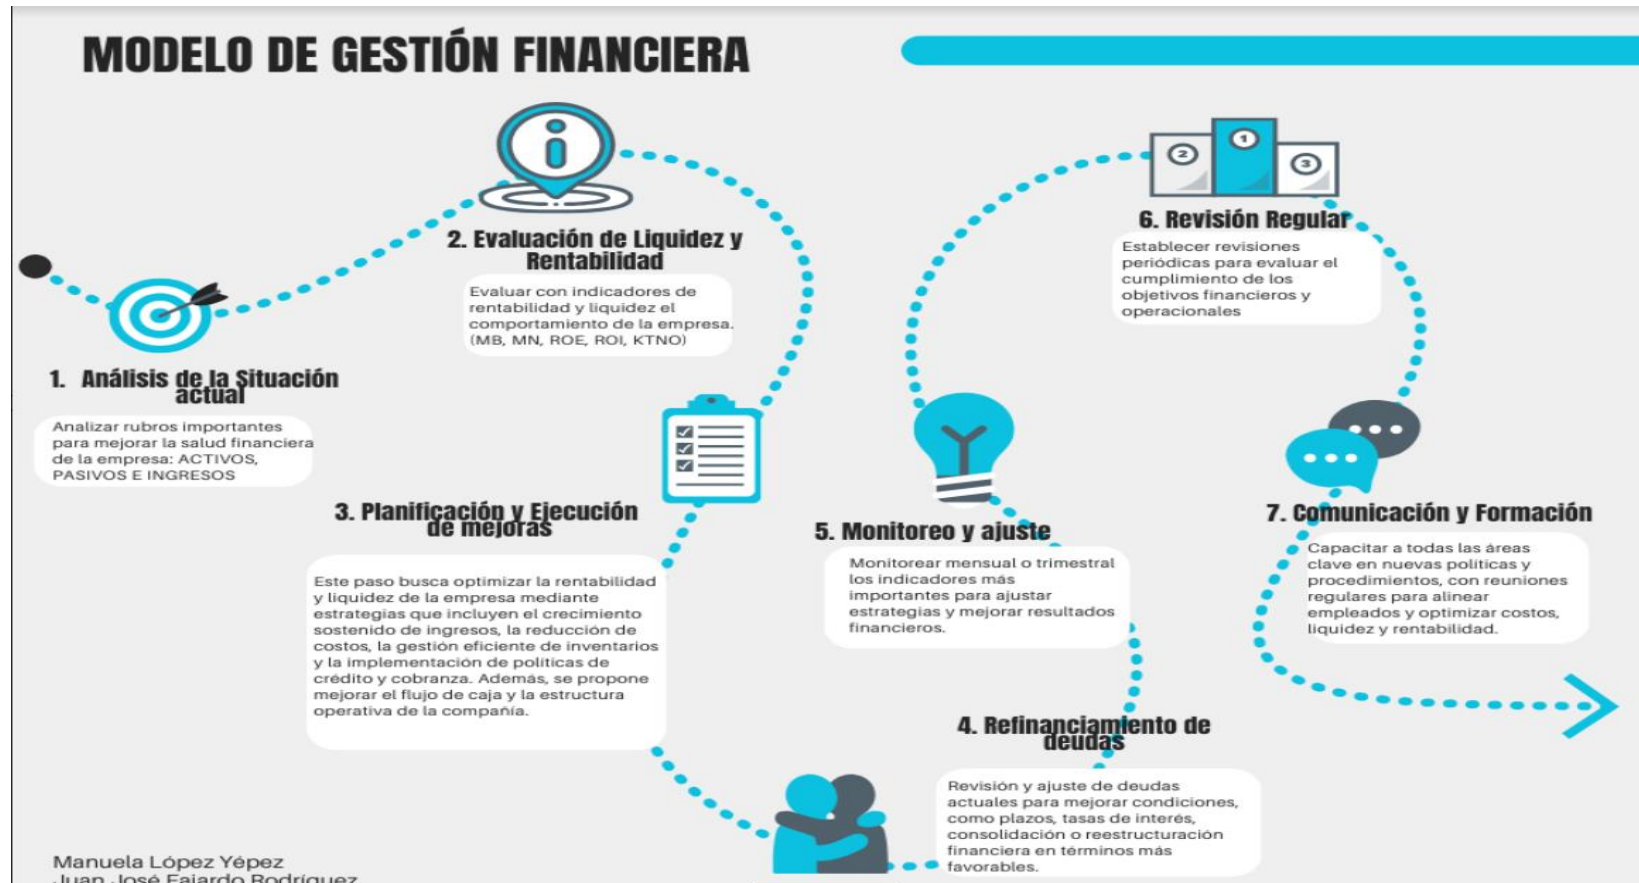 MODELO DE GESTIÓN FINANCIERA
1. Análisis de la Situación
actual
Analizar rubros importantes
para mejorar la salud financiera
de la empresa: ACTIVOS,
PASIVOS E INGRESOS
2. Evaluación de Liquidez y
Rentabilidad
Evaluar con indicadores de
rentabilidad y liquidez el
comportamiento de la empresa.
(MB, MN, ROE, ROI, KTNO)
3. Planificación y Ejecución
de mejoras
Este paso busca optimizar la rentabilidad
y liquidez de la empresa mediante
estrategias que incluyen el crecimiento
sostenido de ingresos, la reducción de
costos, la gestión eficiente de inventarios
y la implementación de políticas de
crédito y cobranza. Además, se propone
mejorar el flujo de caja y la estructura
operativa de la compañía.
4. Refinanciamiento de
deudas
Revisión y ajuste de deudas
actuales para mejorar condiciones,
como plazos, tasas de interés,
consolidación o reestructuración
financiera en términos más
favorables.
5. Monitoreo y ajuste
Monitorear mensual o trimestral
los indicadores más
importantes para ajustar
estrategias y mejorar resultados
financieros.
2
1
3
6. Revisión Regular
Establecer revisiones
periódicas para evaluar el
cumplimiento de los
objetivos financieros y
operacionales
7. Comunicación y Formación
Capacitar a todas las áreas
clave en nuevas políticas y
procedimientos, con reuniones
regulares para alinear
empleados y optimizar costos,
liquidez y rentabilidad.
Manuela López Yépez
Juan José Fajardo Rodríguez